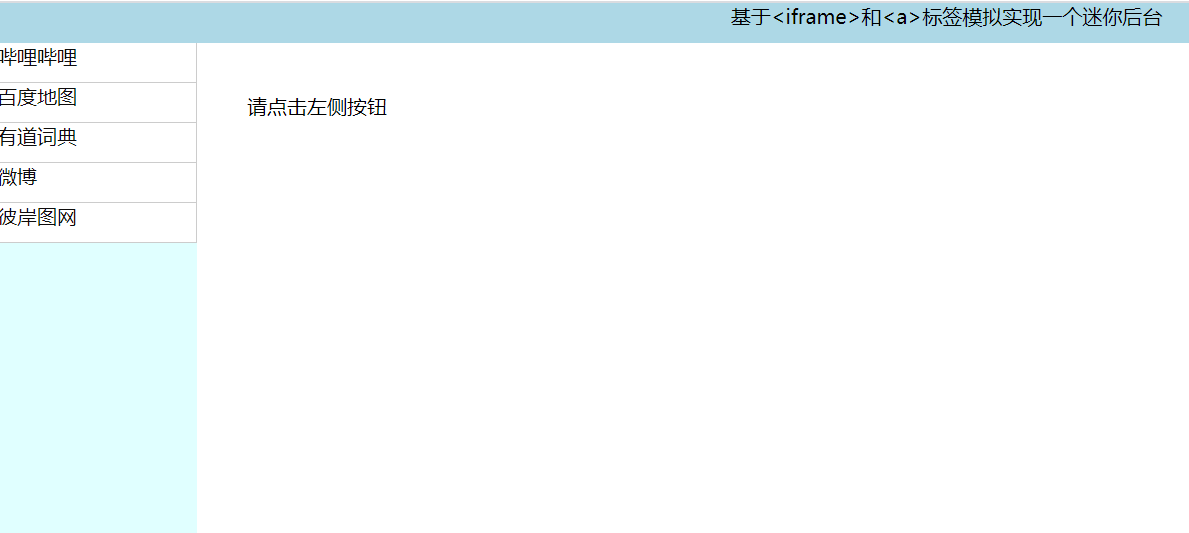 基于<iframe>和<a>标签模拟实现一个迷你后台
哔哩哔哩
百度地图
有道词典
微博
彼岸图网
请点击左侧按钮